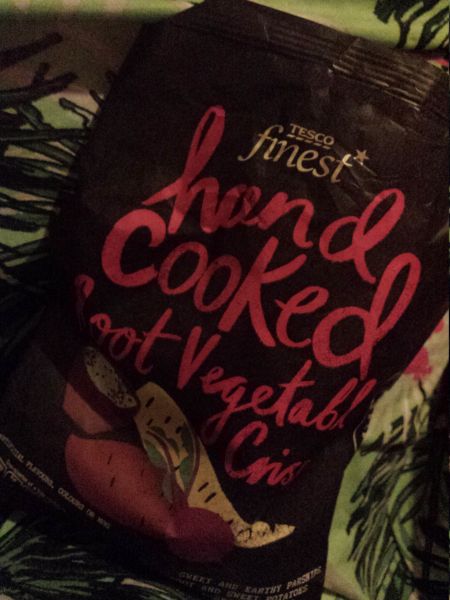 TESCO
finest
hand
cooked
Root Vegetabl
Cris
SWEET AND EARTHY PARSNIPS
AND SWEET POTATOES